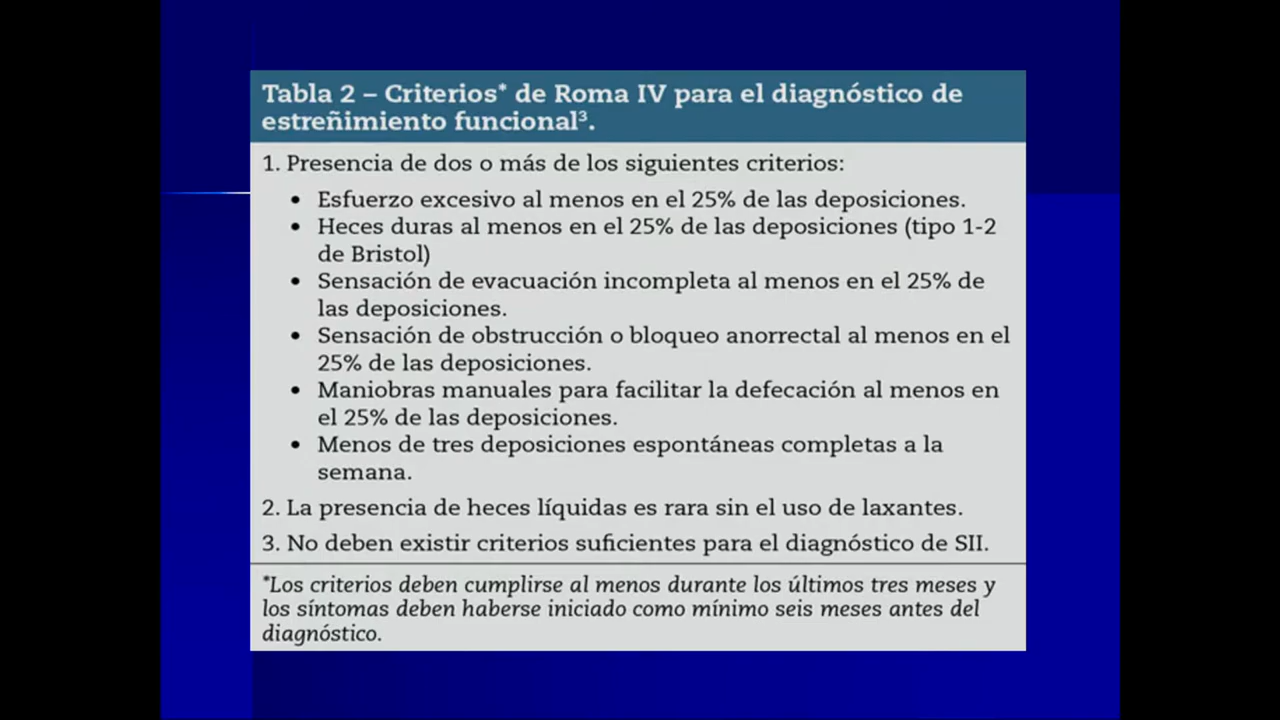 Tabla 2 – Criterios* de Roma IV para el diagnóstico de
estreñimiento funcional³.
1. Presencia de dos o más de los siguientes criterios:
• Esfuerzo excesivo al menos en el 25% de las deposiciones.
• Heces duras al menos en el 25% de las deposiciones (tipo 1-2
de Bristol)
• Sensación de evacuación incompleta al menos en el 25% de
las deposiciones.
• Sensación de obstrucción o bloqueo anorrectal al menos en el
25% de las deposiciones.
• Maniobras manuales para facilitar la defecación al menos en
el 25% de las deposiciones.
• Menos de tres deposiciones espontáneas completas a la
semana.
2. La presencia de heces líquidas es rara sin el uso de laxantes.
3. No deben existir criterios suficientes para el diagnóstico de SII.
*Los criterios deben cumplirse al menos durante los últimos tres meses y
los síntomas deben haberse iniciado como mínimo seis meses antes del
diagnóstico.